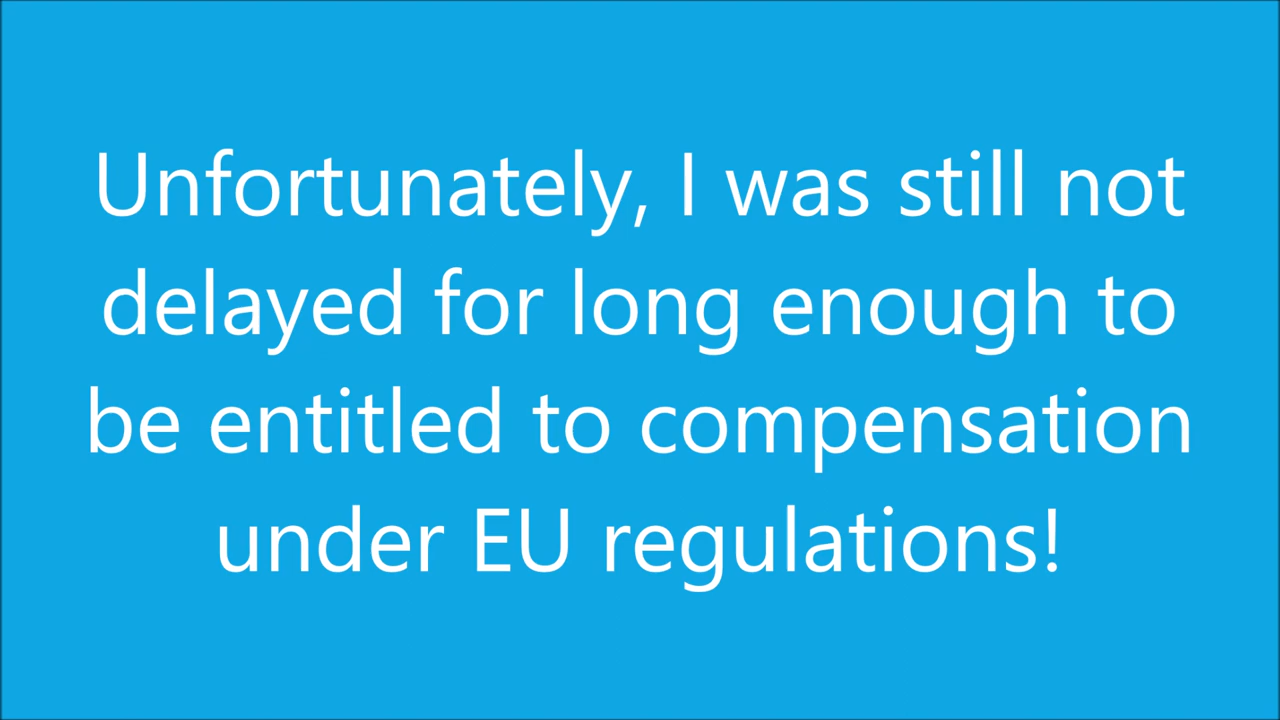 Unfortunately, I was still not
delayed for long enough to
be entitled to compensation
under EU regulations!